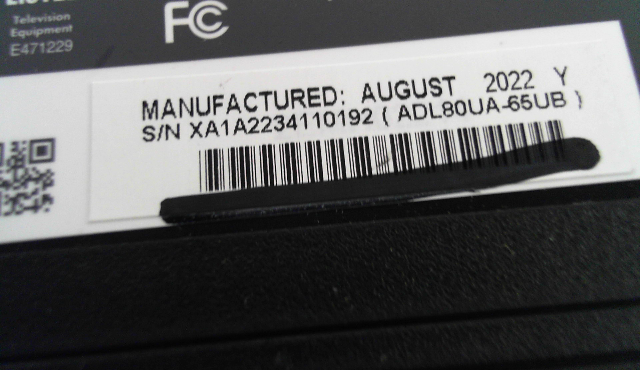 Television
Equipment
E471229
FC
MANUFACTURED: AUGUST 2022 Y
S/N XA1A2234110192 ( ADL80UA-65UB )